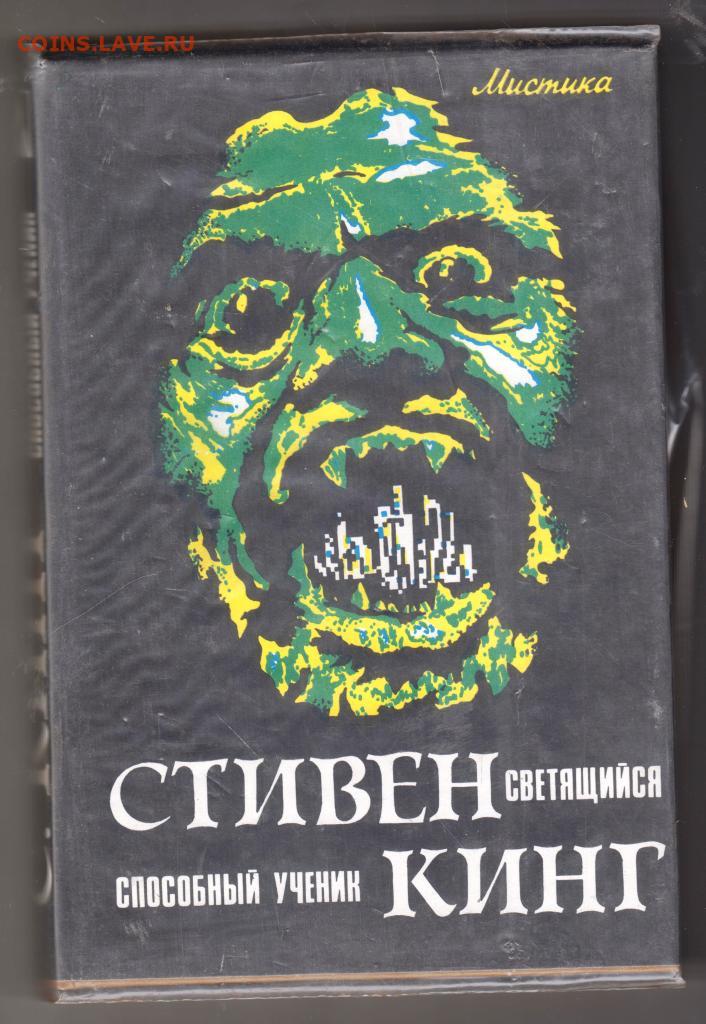 COINS.LAVE.RU
Мистика
СТИВЕН СВЕТЯЩИЙСЯ
СПОСОБНЫЙ УЧЕНИК КИНГ